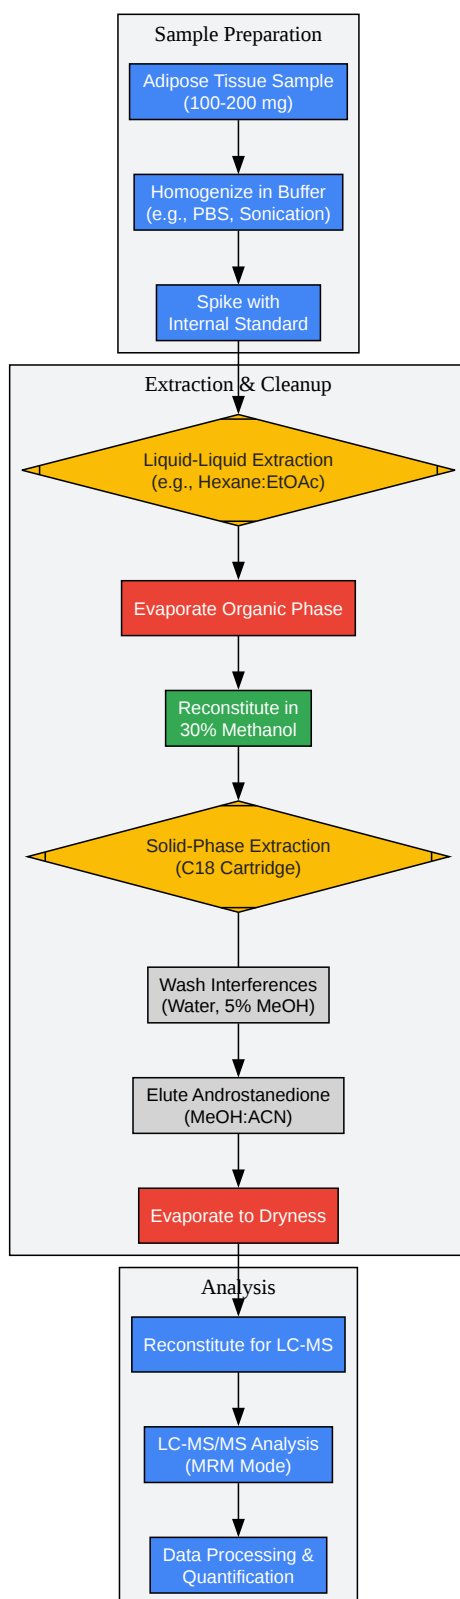 Sample Preparation
Adipose Tissue Sample
(100-200 mg)
Homogenize in Buffer
(e.g., PBS, Sonication)
Spike with
Internal Standard
Extraction & Cleanup
Liquid-Liquid Extraction
(e.g., Hexane:EtOAc)
Evaporate Organic Phase
Reconstitute in
30% Methanol
Solid-Phase Extraction
(C18 Cartridge)
Wash Interferences
(Water, 5% MeOH)
Elute Androstanedione
(MeOH:ACN)
Evaporate to Dryness
Analysis
Reconstitute for LC-MS
LC-MS/MS Analysis
(MRM Mode)
Data Processing &
Quantification